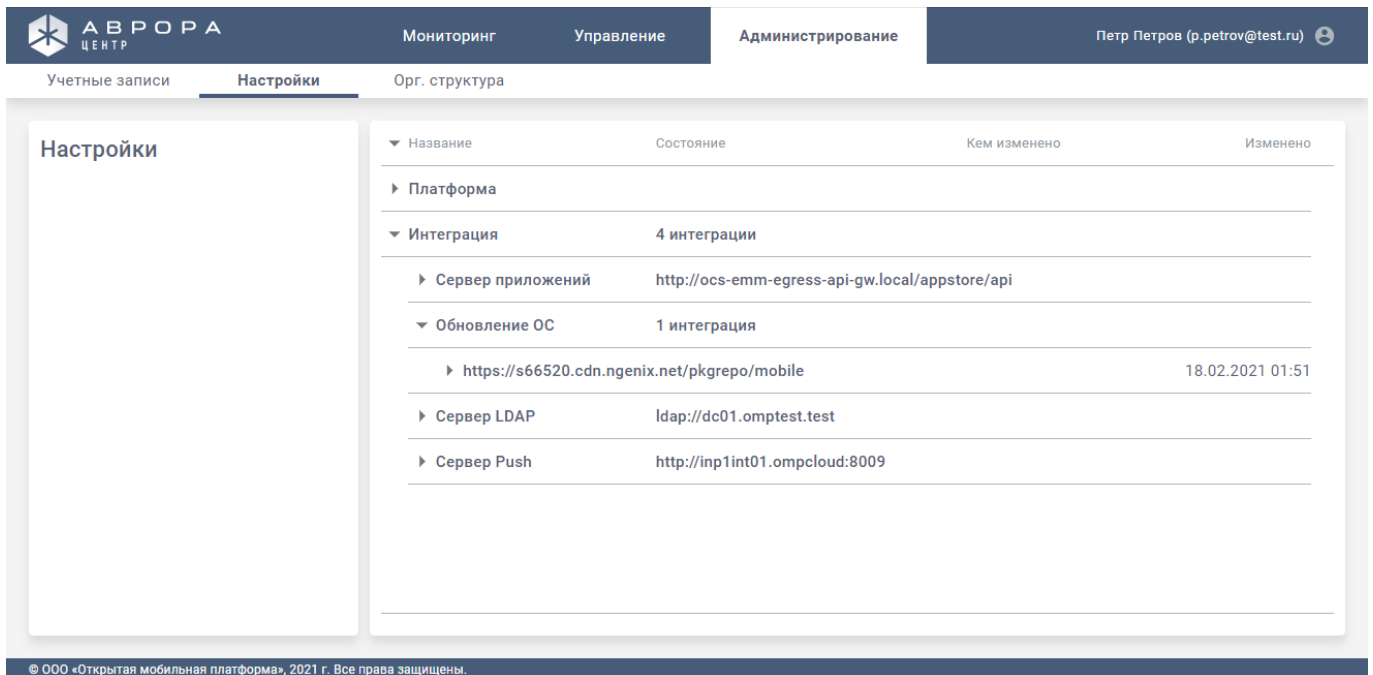 АВРОРА
ЦЕНТР
Мониторинг Управление Администрирование Петр Петров (p.petrov@test.ru)
Учетные записи Настройки Орг. структура
Настройки
Название Состояние Кем изменено Изменено
Платформа
Интеграция 4 интеграции
Сервер приложений http://ocs-emm-egress-api-gw.local/appstore/api
Обновление ОС 1 интеграция
https://s66520.cdn.ngenix.net/pkgrepo/mobile 18.02.2021 01:51
Сервер LDAP ldap://dc01.omptest.test
Сервер Push http://inp1int01.ompcloud:8009
© ООО «Открытая мобильная платформа», 2021 г. Все права защищены.